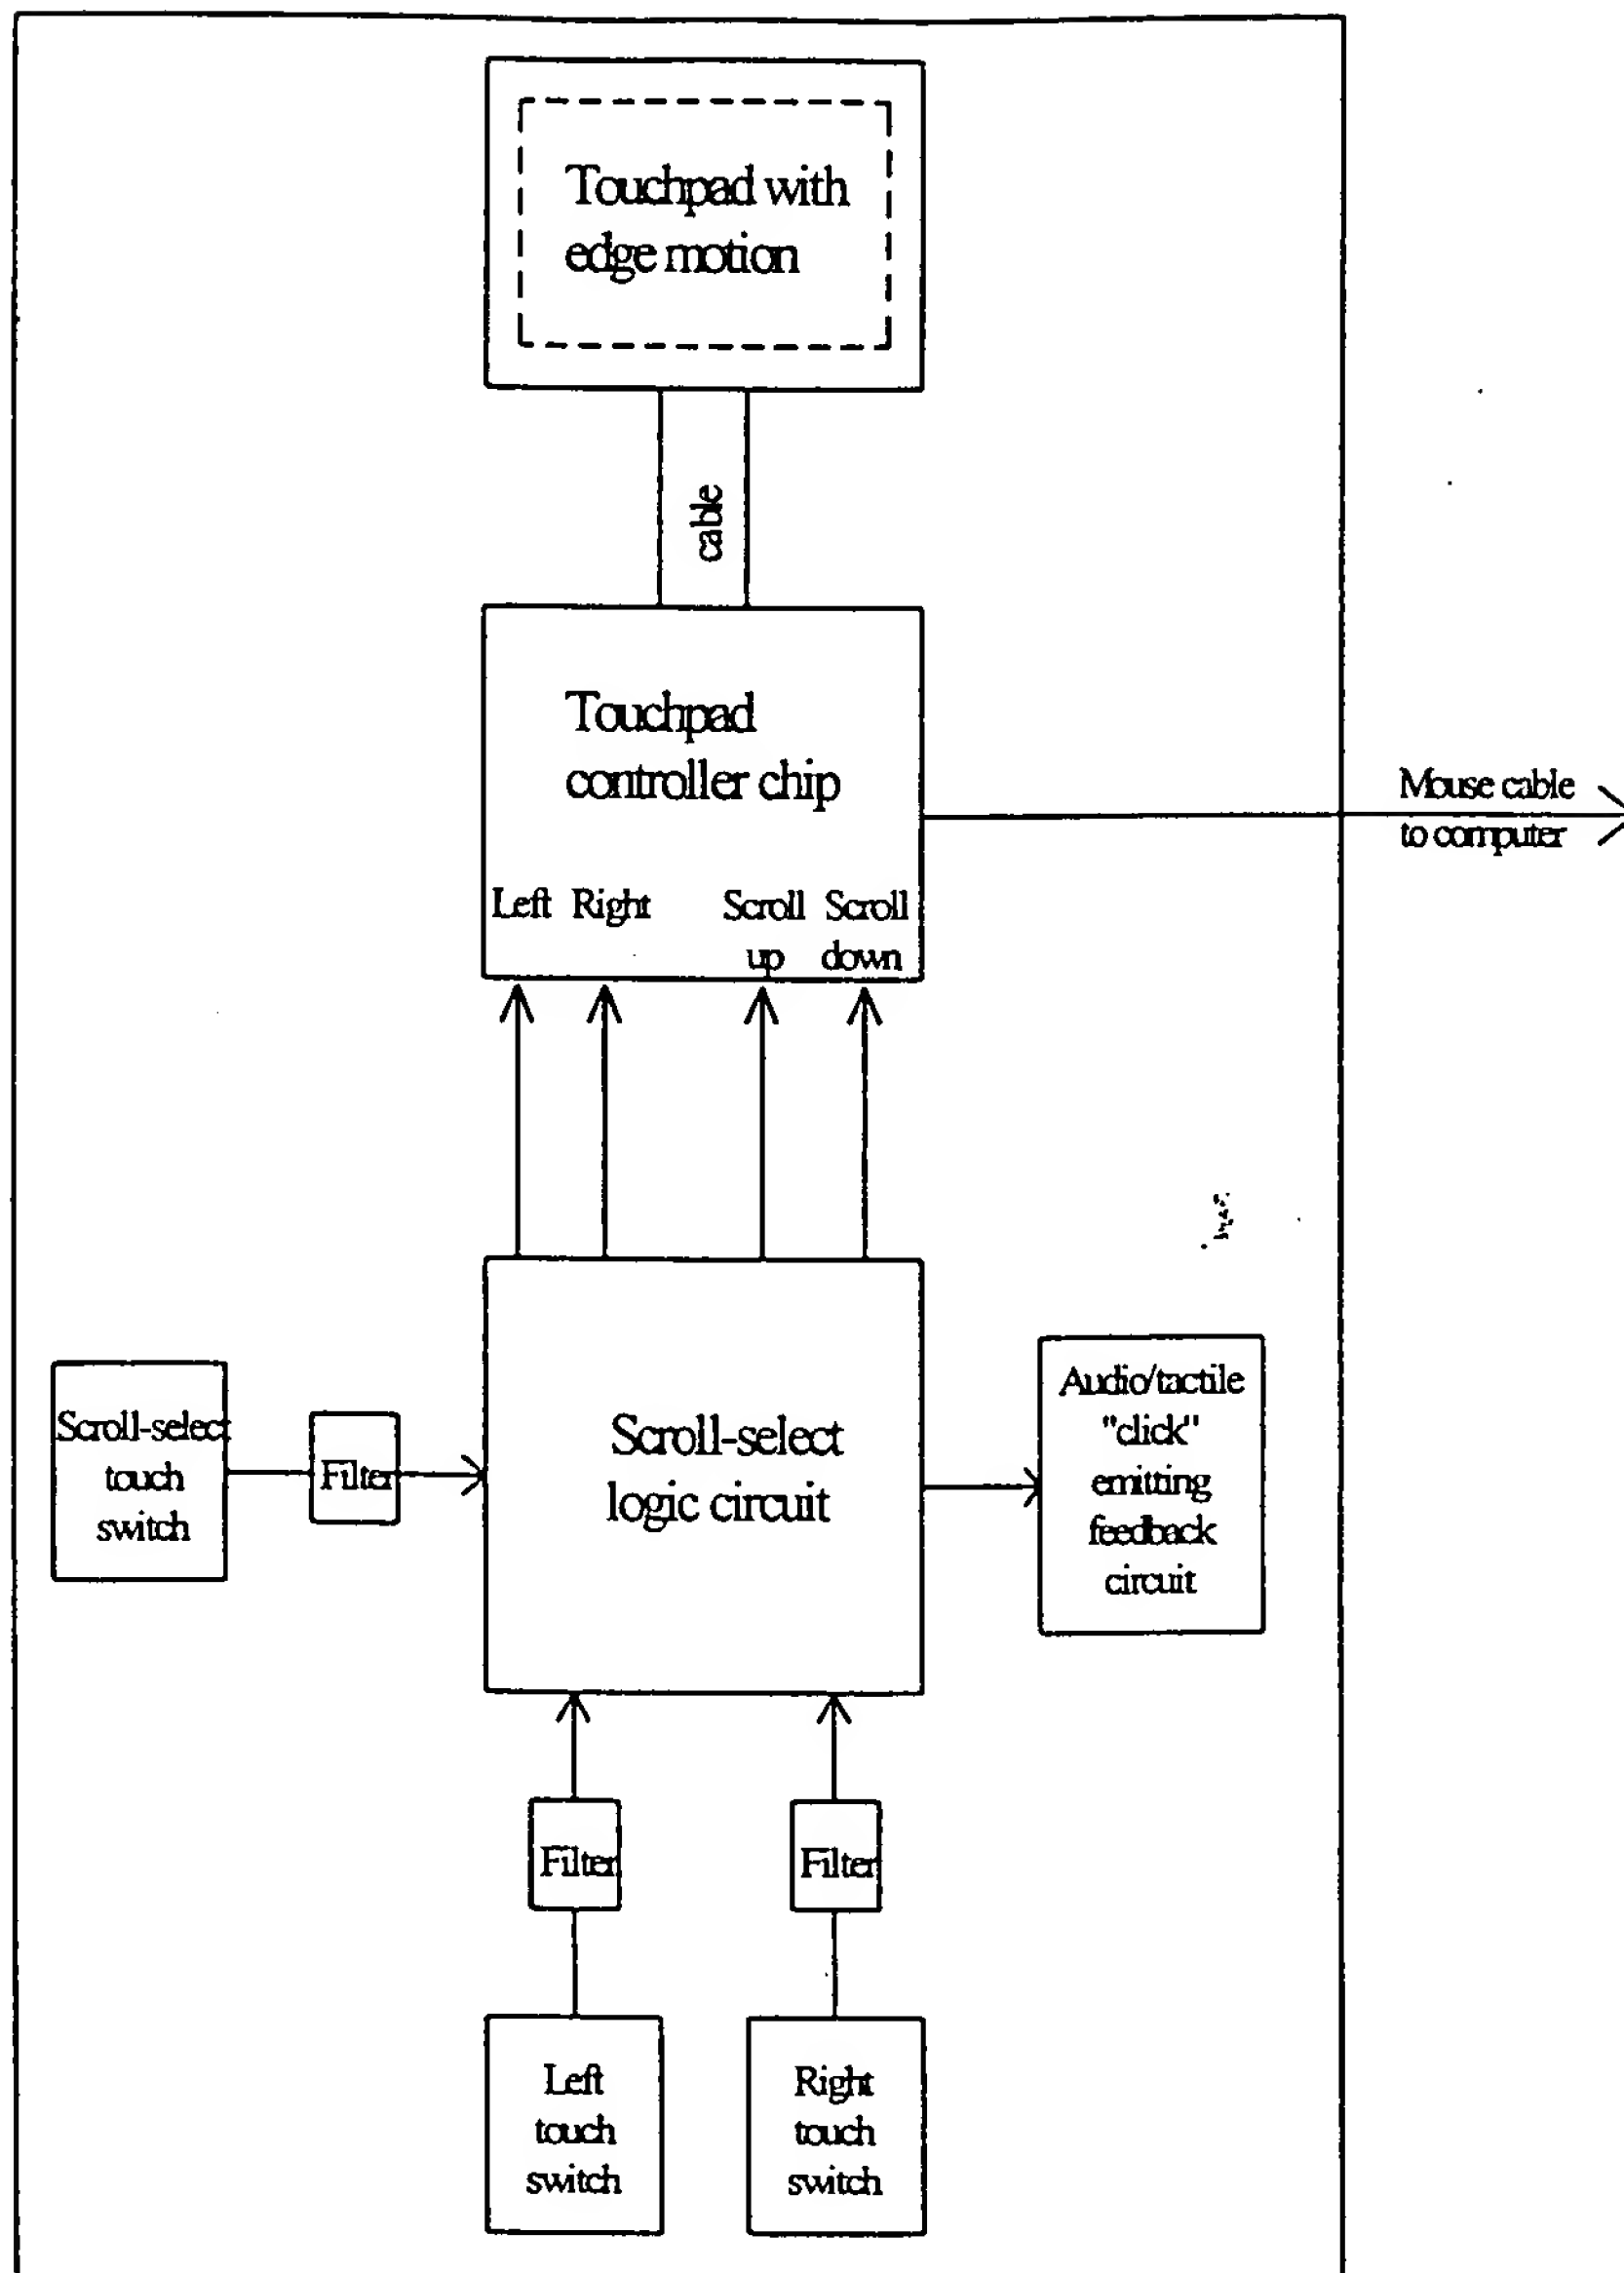 Touchpad with
edge motion
cable
Touchpad
controller chip
Mouse cable
to computer
Left Right Scroll Scroll
up down
Scroll-select
touch
switch
Filter
Scroll-select
logic circuit
Audio/tactile
"click"
emitting
feedback
circuit
Filter
Filter
Left
touch
switch
Right
touch
switch